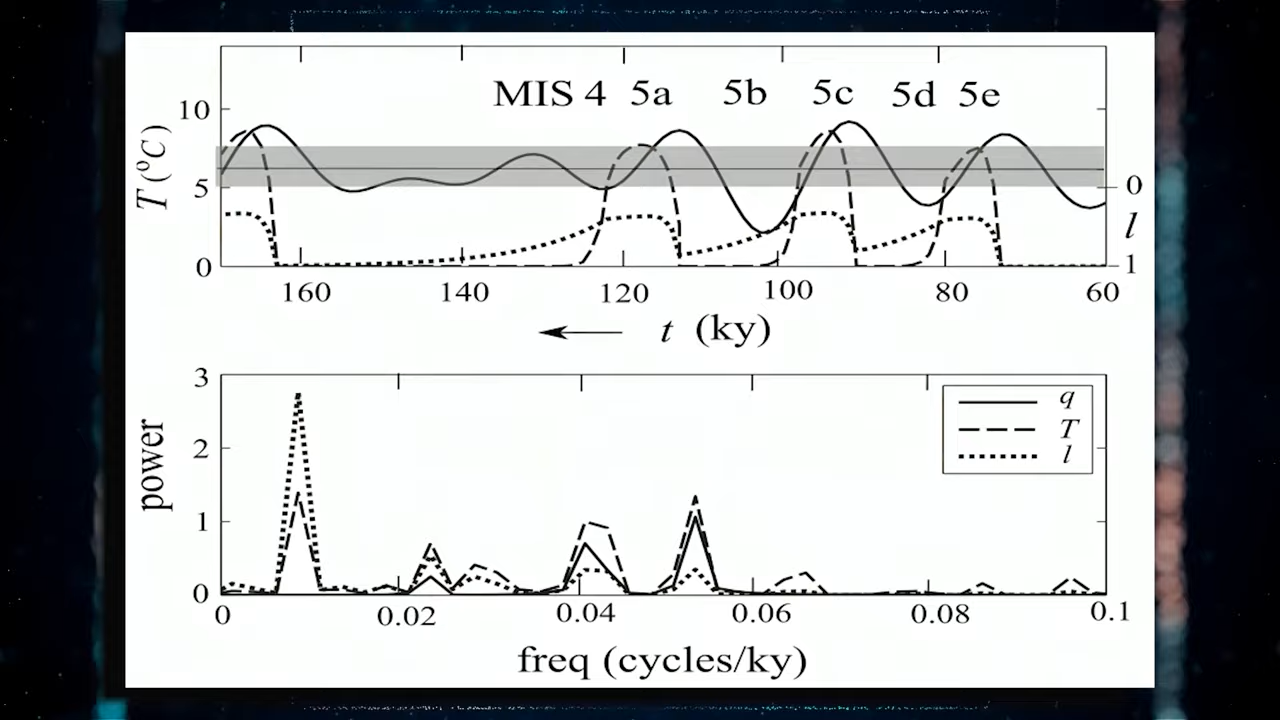 MIS 4 5a 5b 5c 5d 5e
T (°C)
10
5
0
0
l
1
160 140 120 100 80 60
t (ky)
power
3
2
1
0
q
T
l
0 0.02 0.04 0.06 0.08 0.1
freq (cycles/ky)